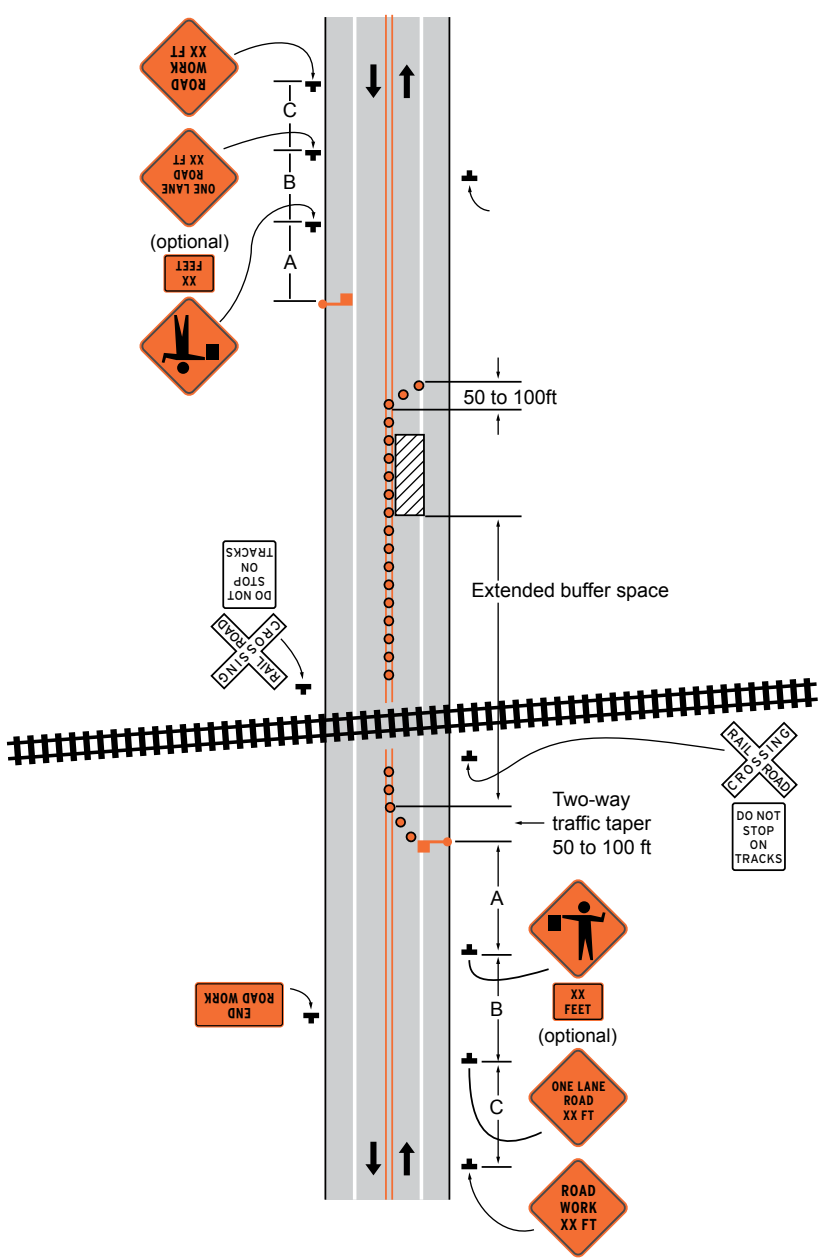 ROAD
WORK
XX FT
C
ONE LANE
ROAD
XX FT
B
(optional)
XX
FEET
A
50 to 100ft
Extended buffer space
DO NOT
STOP
ON
TRACKS
RAIL ROAD
CROSSING
RAIL ROAD
CROSSING
DO NOT
STOP
ON
TRACKS
Two-way
traffic taper
50 to 100 ft
A
XX
FEET
(optional)
B
END
ROAD WORK
ONE LANE
ROAD
XX FT
C
ROAD
WORK
XX FT